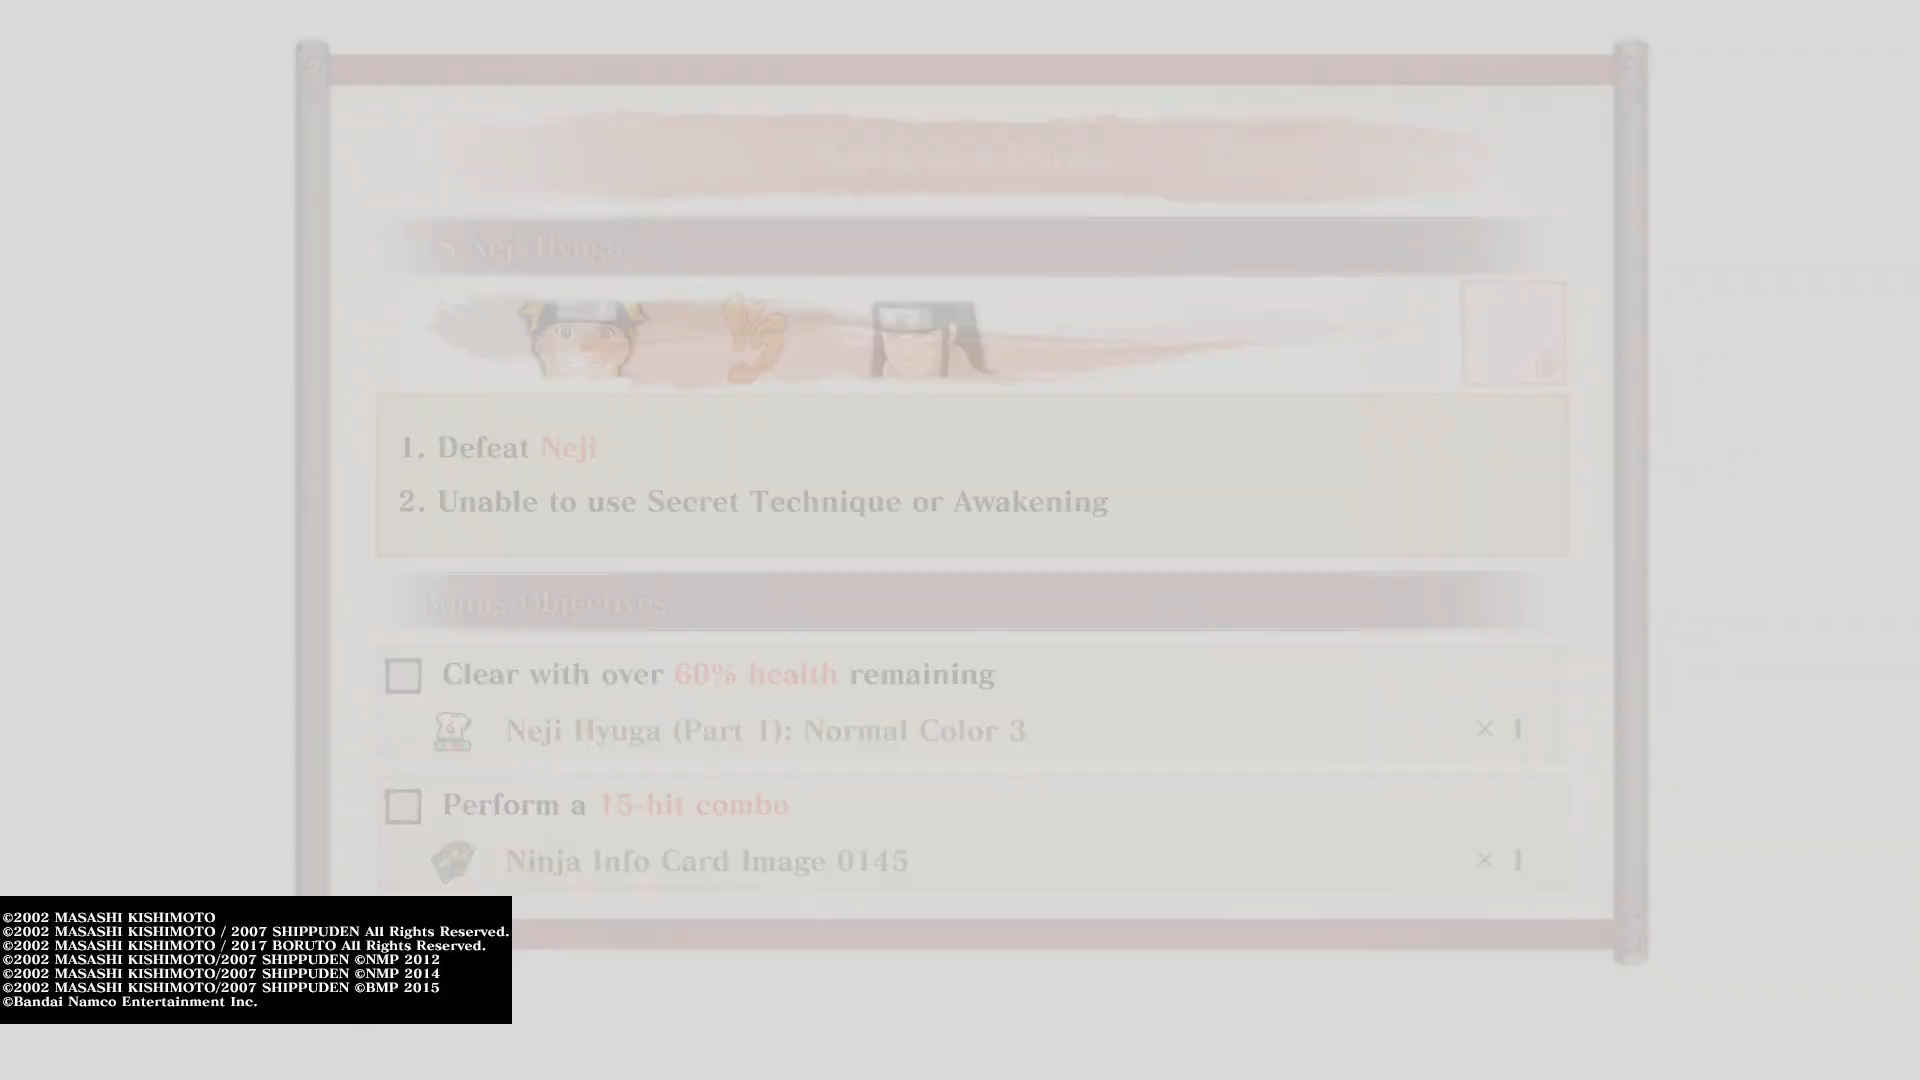 VS Neji Hyuga
VS
1. Defeat Neji
2. Unable to use Secret Technique or Awakening
Bonus Objectives
Clear with over 60% health remaining
Neji Hyuga (Part 1): Normal Color 3 × 1
Perform a 15-hit combo
Ninja Info Card Image 0145 × 1
©2002 MASASHI KISHIMOTO
©2002 MASASHI KISHIMOTO / 2007 SHIPPUDEN All Rights Reserved.
©2002 MASASHI KISHIMOTO / 2017 BORUTO All Rights Reserved.
©2002 MASASHI KISHIMOTO/2007 SHIPPUDEN ©NMP 2012
©2002 MASASHI KISHIMOTO/2007 SHIPPUDEN ©NMP 2014
©2002 MASASHI KISHIMOTO/2007 SHIPPUDEN ©BMP 2015
©Bandai Namco Entertainment Inc.